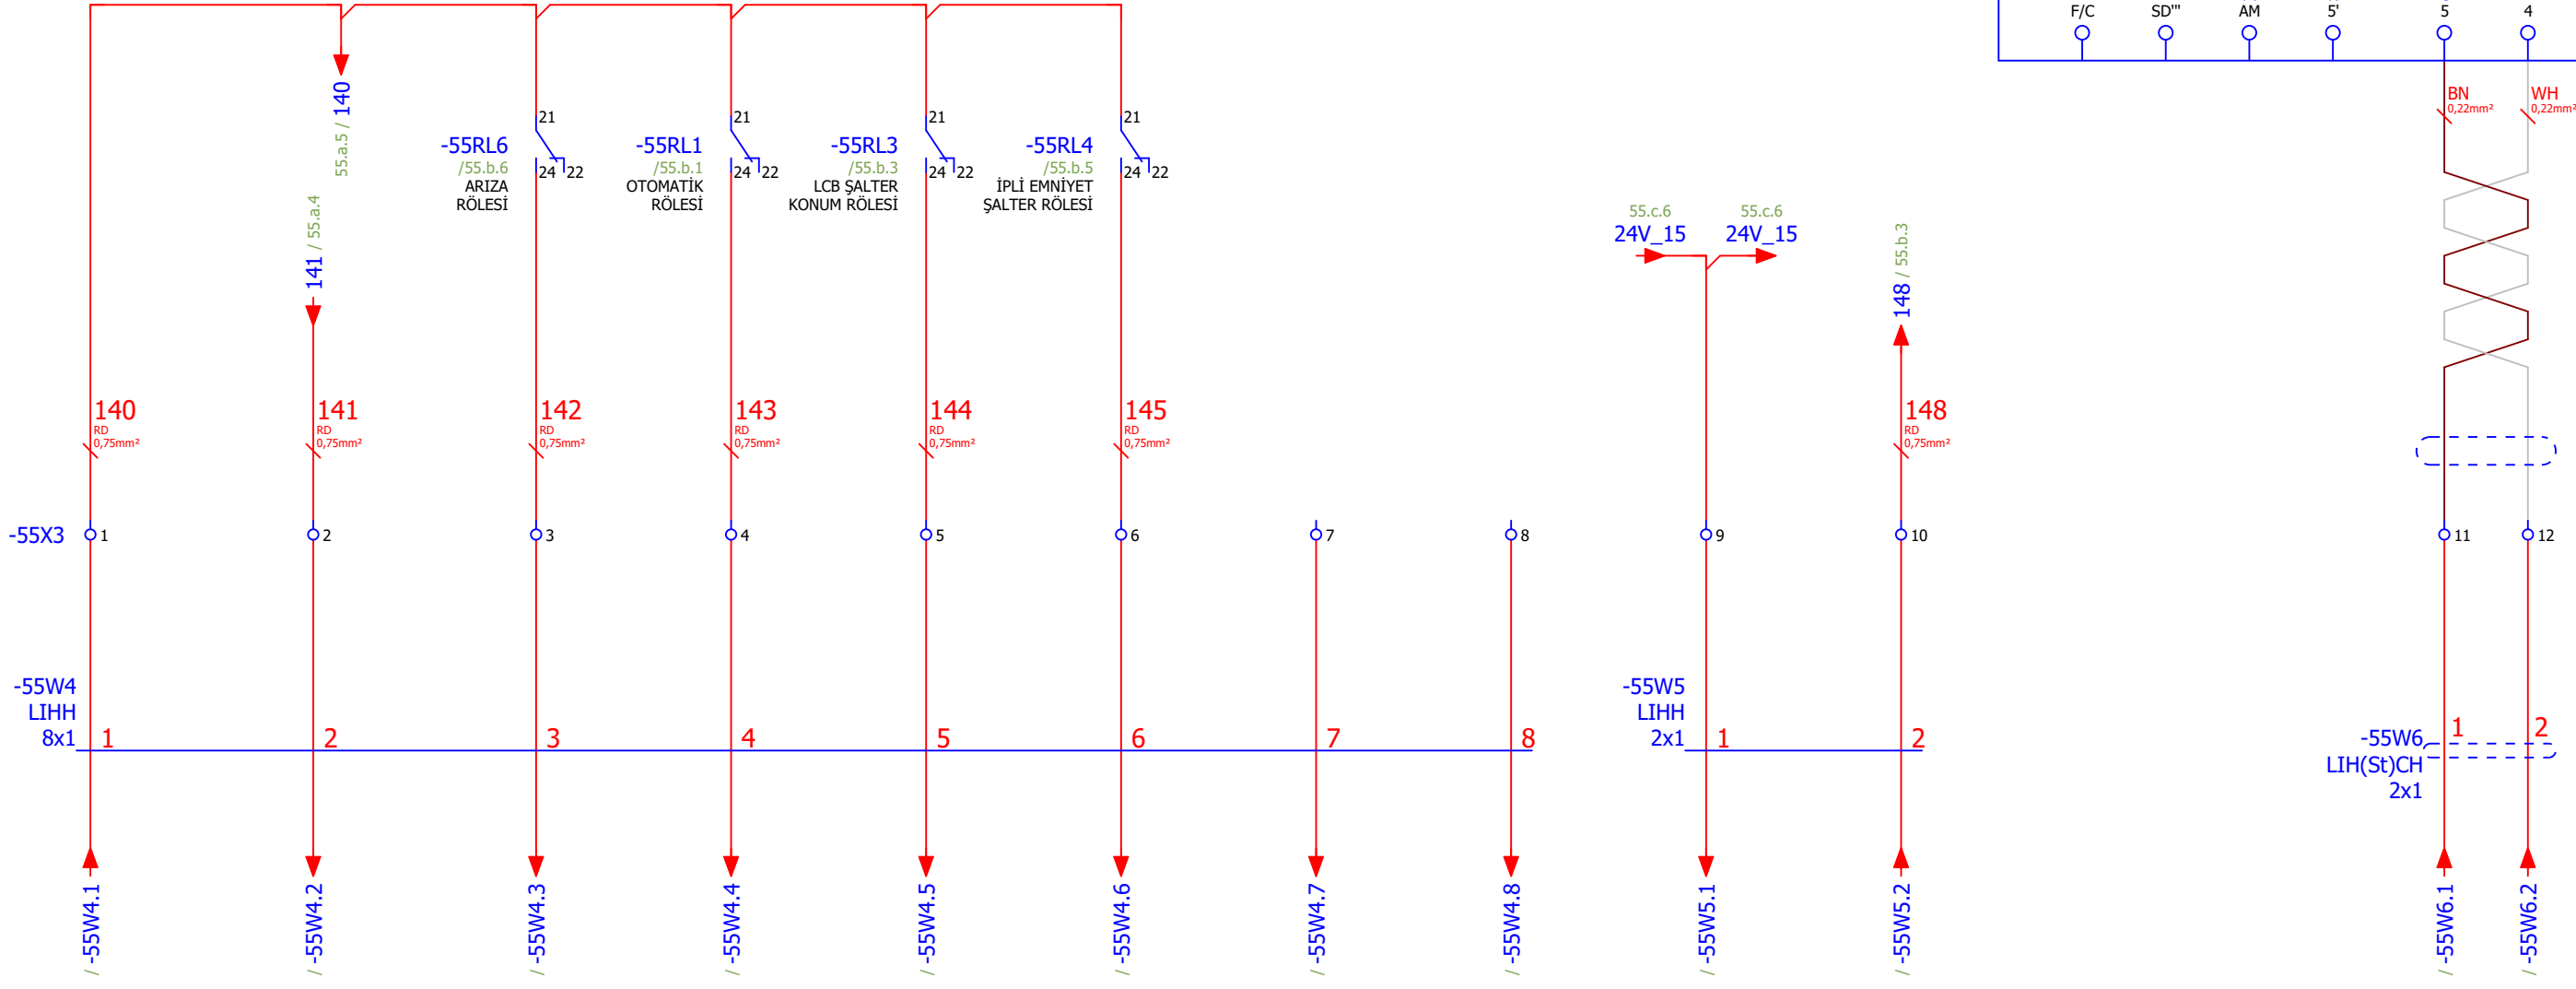 F/C
SD'''
AM
5'
5
4
BN
0,22mm²
WH
0,22mm²
55.a.5 / 140
141 / 55.a.4
-55RL6
/55.b.6
ARIZA
RÖLESİ
21
24
22
-55RL1
/55.b.1
OTOMATİK
RÖLESİ
21
24
22
-55RL3
/55.b.3
LCB ŞALTER
KONUM RÖLESİ
21
24
22
-55RL4
/55.b.5
İPLİ EMNİYET
ŞALTER RÖLESİ
21
24
22
55.c.6
24V_15
55.c.6
24V_15
148 / 55.b.3
140
RD
0,75mm²
141
RD
0,75mm²
142
RD
0,75mm²
143
RD
0,75mm²
144
RD
0,75mm²
145
RD
0,75mm²
148
RD
0,75mm²
-55X3
1
2
3
4
5
6
7
8
9
10
11
12
-55W4
LIHH
8x1
1
2
3
4
5
6
7
8
-55W5
LIHH
2x1
1
2
-55W6
LIH(St)CH
2x1
1
2
/ -55W4.1
/ -55W4.2
/ -55W4.3
/ -55W4.4
/ -55W4.5
/ -55W4.6
/ -55W4.7
/ -55W4.8
/ -55W5.1
/ -55W5.2
/ -55W6.1
/ -55W6.2